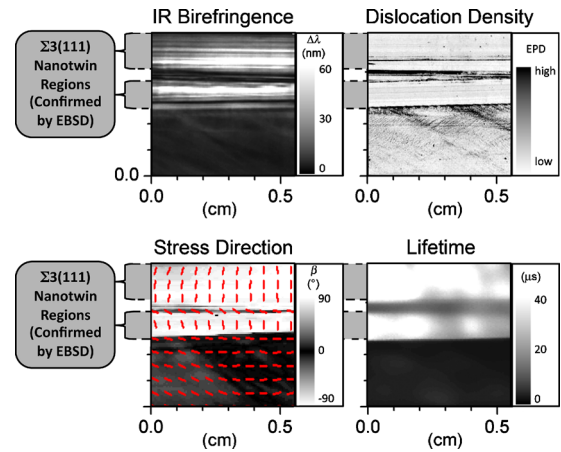 IR Birefringence
Dislocation Density
Σ3(111)
Nanotwin
Regions
(Confirmed
by EBSD)
Δλ
(nm)
60
30
0
EPD
high
low
0.0
0.0
0.5
(cm)
0.0
0.5
(cm)
Stress Direction
Lifetime
Σ3(111)
Nanotwin
Regions
(Confirmed
by EBSD)
β
(°)
90
0
-90
(μs)
40
20
0
0.0
0.5
(cm)
0.0
0.5
(cm)